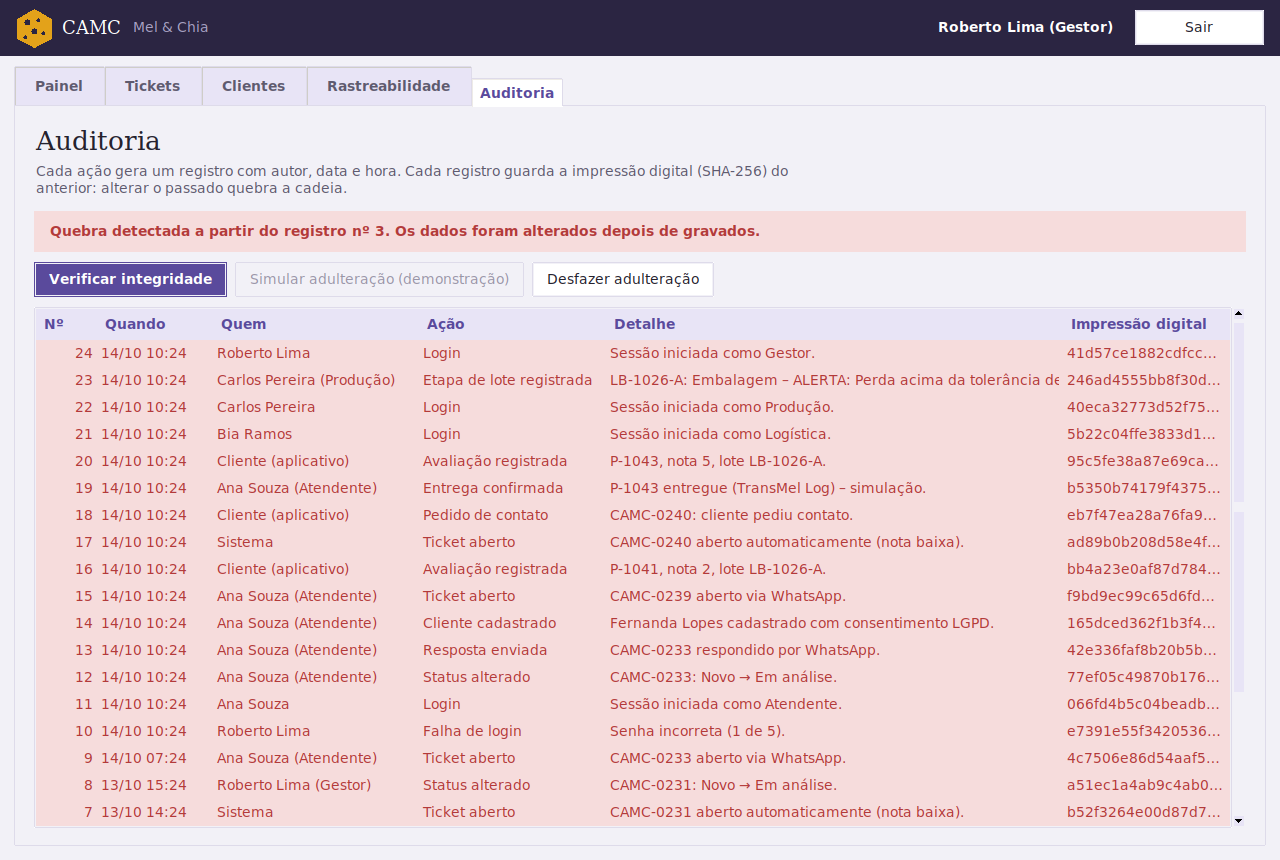 CAMC Mel & Chia Roberto Lima (Gestor) Sair
Painel Tickets Clientes Rastreabilidade Auditoria
Auditoria
Cada ação gera um registro com autor, data e hora. Cada registro guarda a impressão digital (SHA-256) do
anterior: alterar o passado quebra a cadeia.
Quebra detectada a partir do registro nº 3. Os dados foram alterados depois de gravados.
Verificar integridade Simular adulteração (demonstração) Desfazer adulteração
Nº Quando Quem Ação Detalhe Impressão digital
24 14/10 10:24 Roberto Lima Login Sessão iniciada como Gestor. 41d57ce1882cdfcc...
23 14/10 10:24 Carlos Pereira (Produção) Etapa de lote registrada LB-1026-A: Embalagem – ALERTA: Perda acima da tolerância de 246ad4555bb8f30d...
22 14/10 10:24 Carlos Pereira Login Sessão iniciada como Produção. 40eca32773d52f75...
21 14/10 10:24 Bia Ramos Login Sessão iniciada como Logística. 5b22c04ffe3833d1...
20 14/10 10:24 Cliente (aplicativo) Avaliação registrada P-1043, nota 5, lote LB-1026-A. 95c5fe38a87e69ca...
19 14/10 10:24 Ana Souza (Atendente) Entrega confirmada P-1043 entregue (TransMel Log) – simulação. b5350b74179f4375...
18 14/10 10:24 Cliente (aplicativo) Pedido de contato CAMC-0240: cliente pediu contato. eb7f47ea28a76fa9...
17 14/10 10:24 Sistema Ticket aberto CAMC-0240 aberto automaticamente (nota baixa). ad89b0b208d58e4f...
16 14/10 10:24 Cliente (aplicativo) Avaliação registrada P-1041, nota 2, lote LB-1026-A. bb4a23e0af87d784...
15 14/10 10:24 Ana Souza (Atendente) Ticket aberto CAMC-0239 aberto via WhatsApp. f9bd9ec99c65d6fd...
14 14/10 10:24 Ana Souza (Atendente) Cliente cadastrado Fernanda Lopes cadastrado com consentimento LGPD. 165dced362f1b3f4...
13 14/10 10:24 Ana Souza (Atendente) Resposta enviada CAMC-0233 respondido por WhatsApp. 42e336faf8b20b5b...
12 14/10 10:24 Ana Souza (Atendente) Status alterado CAMC-0233: Novo → Em análise. 77ef05c49870b176...
11 14/10 10:24 Ana Souza Login Sessão iniciada como Atendente. 066fd4b5c04beadb...
10 14/10 10:24 Roberto Lima Falha de login Senha incorreta (1 de 5). e7391e55f3420536...
9 14/10 07:24 Ana Souza (Atendente) Ticket aberto CAMC-0233 aberto via WhatsApp. 4c7506e86d54aaf5...
8 13/10 15:24 Roberto Lima (Gestor) Status alterado CAMC-0231: Novo → Em análise. a51ec1a4ab9c4ab0...
7 13/10 14:24 Sistema Ticket aberto CAMC-0231 aberto automaticamente (nota baixa). b52f3264e00d87d7...